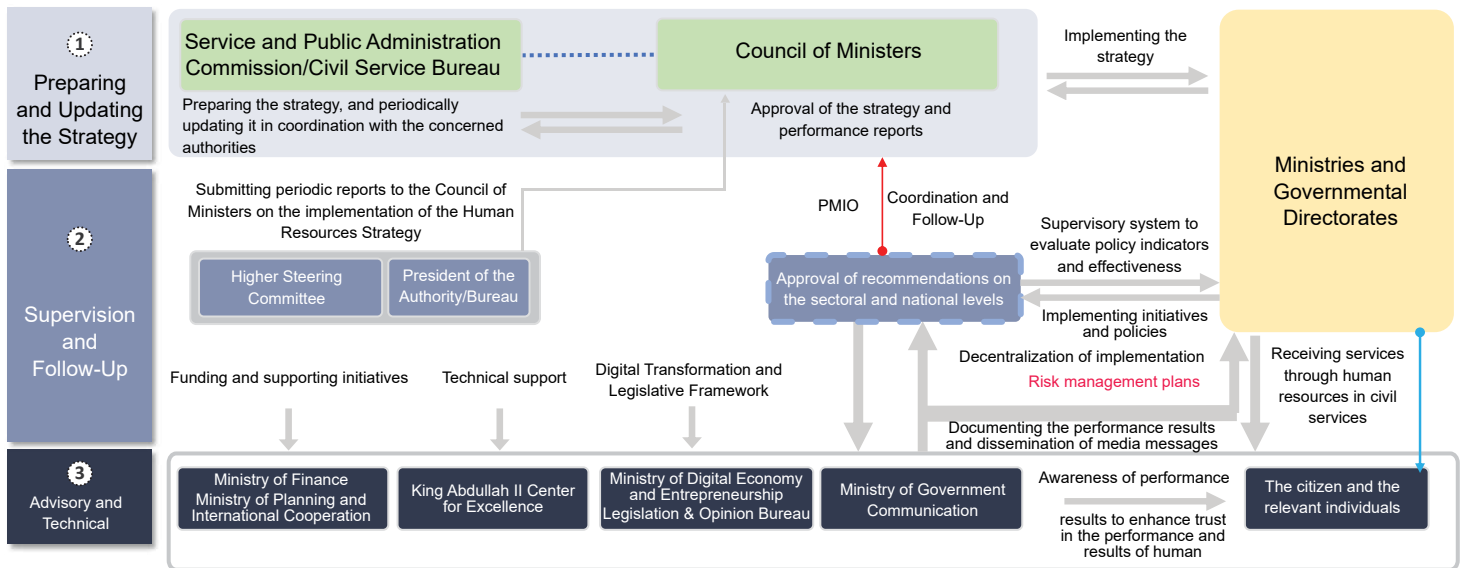 1
Preparing
and Updating
the Strategy
Service and Public Administration
Commission/Civil Service Bureau
Council of Ministers
Preparing the strategy, and periodically
updating it in coordination with the concerned
authorities
Approval of the strategy and
performance reports
Implementing the
strategy
Ministries and
Governmental
Directorates
2
Supervision
and
Follow-Up
Submitting periodic reports to the Council of
Ministers on the implementation of the Human
Resources Strategy
Higher Steering
Committee
President of the
Authority/Bureau
PMIO
Coordination and
Follow-Up
Approval of recommendations on
the sectoral and national levels
Supervisory system to
evaluate policy indicators
and effectiveness
Implementing initiatives
and policies
Decentralization of implementation
Risk management plans
Receiving services
through human
resources in civil
services
Funding and supporting initiatives
Technical support
Digital Transformation and
Legislative Framework
Documenting the performance results
and dissemination of media messages
3
Advisory and
Technical
Ministry of Finance
Ministry of Planning and
International Cooperation
King Abdullah II Center
for Excellence
Ministry of Digital Economy
and Entrepreneurship
Legislation & Opinion Bureau
Ministry of Government
Communication
Awareness of performance
results to enhance trust
in the performance and
results of human
The citizen and the
relevant individuals